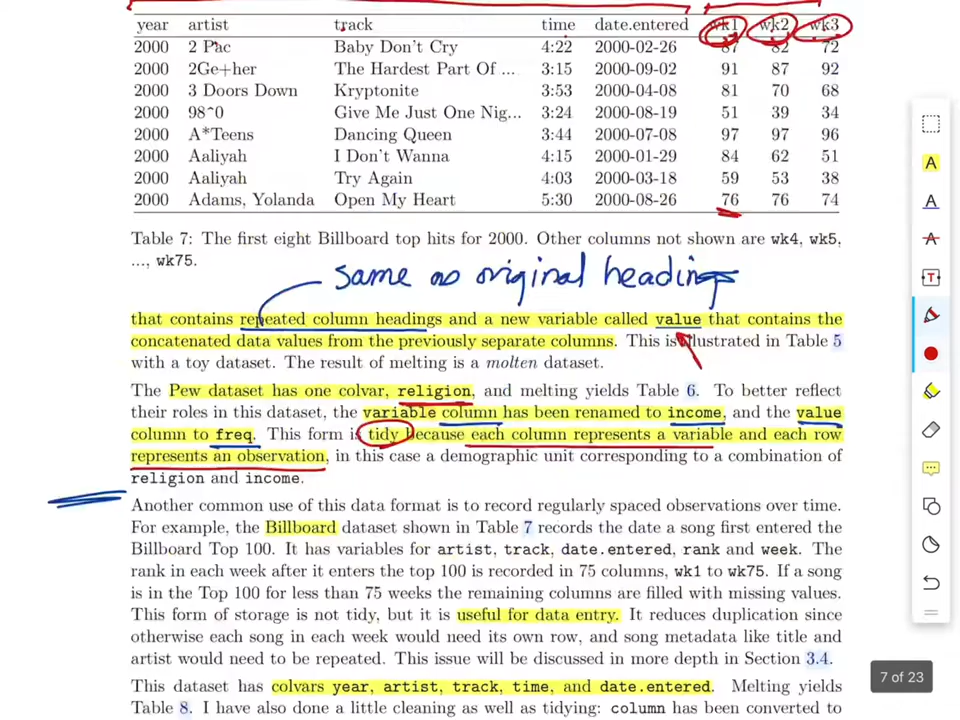 year artist track time date.entered wk1 wk2 wk3
2000 2 Pac Baby Don't Cry 4:22 2000-02-26 87 82 72
2000 2Ge+her The Hardest Part Of ... 3:15 2000-09-02 91 87 92
2000 3 Doors Down Kryptonite 3:53 2000-04-08 81 70 68
2000 98^0 Give Me Just One Nig... 3:24 2000-08-19 51 39 34
2000 A*Teens Dancing Queen 3:44 2000-07-08 97 97 96
2000 Aaliyah I Don't Wanna 4:15 2000-01-29 84 62 51
2000 Aaliyah Try Again 4:03 2000-03-18 59 53 38
2000 Adams, Yolanda Open My Heart 5:30 2000-08-26 76 76 74
Table 7: The first eight Billboard top hits for 2000. Other columns not shown are wk4, wk5,
..., wk75.
same as original headings
that contains repeated column headings and a new variable called value that contains the
concatenated data values from the previously separate columns. This is illustrated in Table 5
with a toy dataset. The result of melting is a molten dataset.
The Pew dataset has one colvar, religion, and melting yields Table 6. To better reflect
their roles in this dataset, the variable column has been renamed to income, and the value
column to freq. This form is tidy because each column represents a variable and each row
represents an observation, in this case a demographic unit corresponding to a combination of
religion and income.
Another common use of this data format is to record regularly spaced observations over time.
For example, the Billboard dataset shown in Table 7 records the date a song first entered the
Billboard Top 100. It has variables for artist, track, date.entered, rank and week. The
rank in each week after it enters the top 100 is recorded in 75 columns, wk1 to wk75. If a song
is in the Top 100 for less than 75 weeks the remaining columns are filled with missing values.
This form of storage is not tidy, but it is useful for data entry. It reduces duplication since
otherwise each song in each week would need its own row, and song metadata like title and
artist would need to be repeated. This issue will be discussed in more depth in Section 3.4.
This dataset has colvars year, artist, track, time, and date.entered. Melting yields
Table 8. I have also done a little cleaning as well as tidying: column has been converted to
A
A
A
T
7 of 23